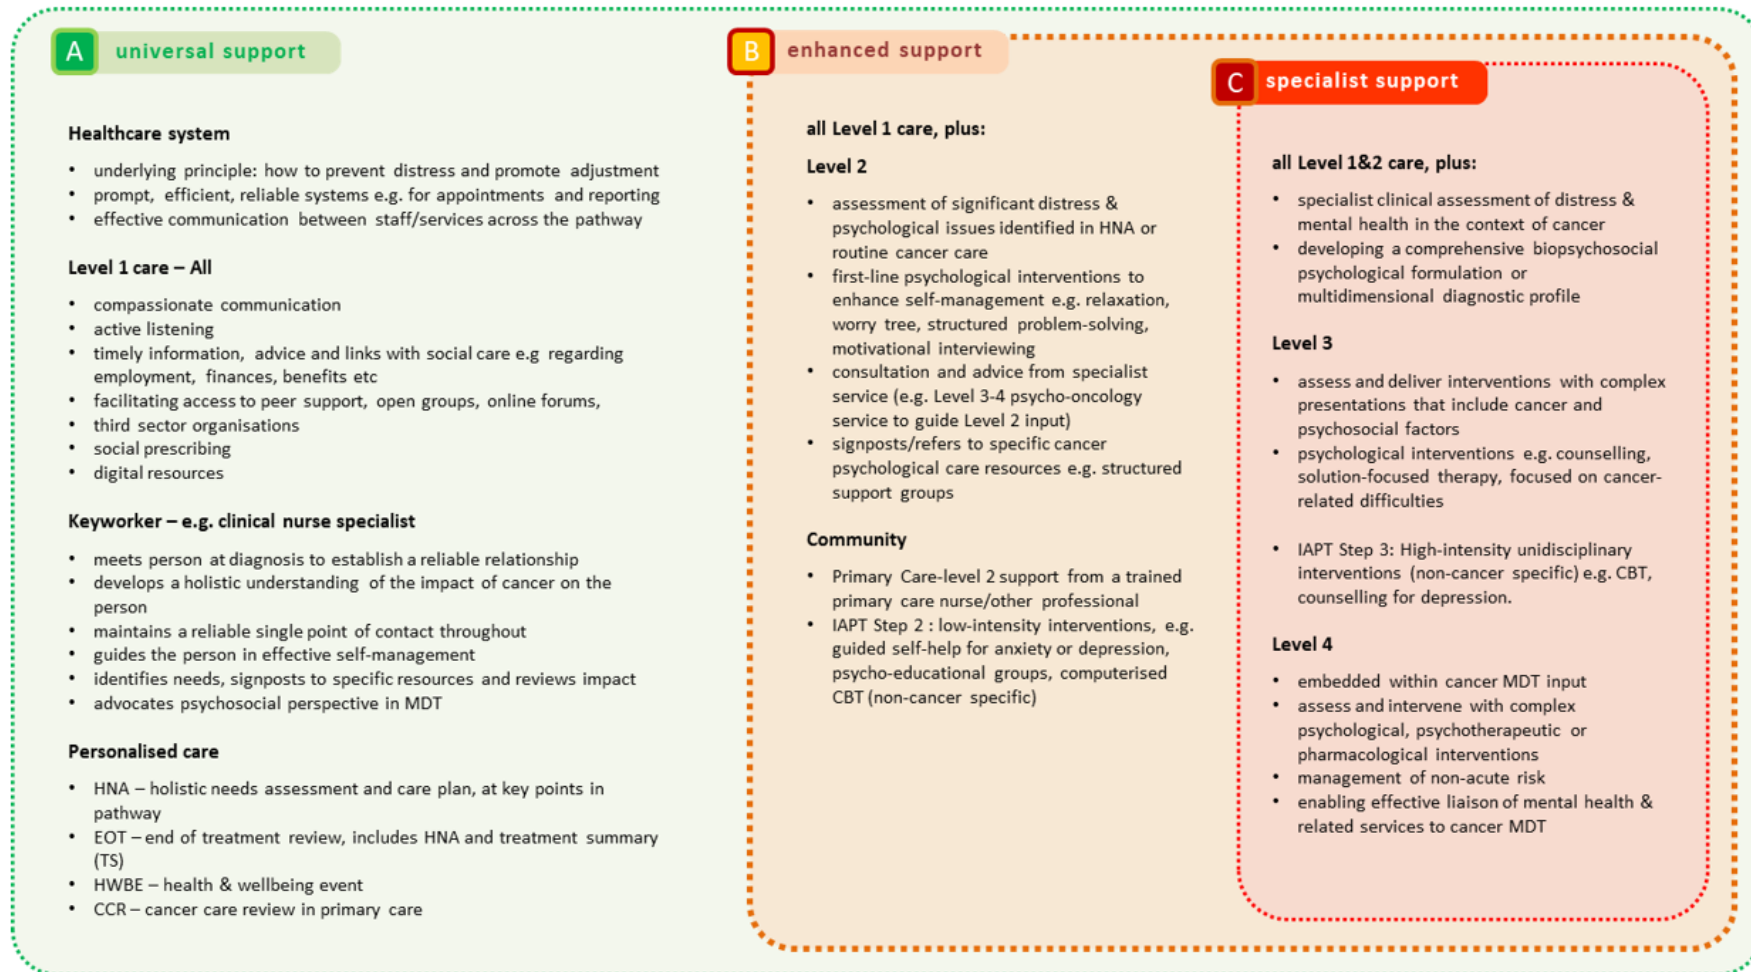 A universal support
Healthcare system
• underlying principle: how to prevent distress and promote adjustment
• prompt, efficient, reliable systems e.g. for appointments and reporting
• effective communication between staff/services across the pathway
Level 1 care – All
• compassionate communication
• active listening
• timely information, advice and links with social care e.g regarding
employment, finances, benefits etc
• facilitating access to peer support, open groups, online forums,
• third sector organisations
• social prescribing
• digital resources
Keyworker – e.g. clinical nurse specialist
• meets person at diagnosis to establish a reliable relationship
• develops a holistic understanding of the impact of cancer on the
person
• maintains a reliable single point of contact throughout
• guides the person in effective self-management
• identifies needs, signposts to specific resources and reviews impact
• advocates psychosocial perspective in MDT
Personalised care
• HNA – holistic needs assessment and care plan, at key points in
pathway
• EOT – end of treatment review, includes HNA and treatment summary
(TS)
• HWBE – health & wellbeing event
• CCR – cancer care review in primary care
B enhanced support
all Level 1 care, plus:
Level 2
• assessment of significant distress &
psychological issues identified in HNA or
routine cancer care
• first-line psychological interventions to
enhance self-management e.g. relaxation,
worry tree, structured problem-solving,
motivational interviewing
• consultation and advice from specialist
service (e.g. Level 3-4 psycho-oncology
service to guide Level 2 input)
• signposts/refers to specific cancer
psychological care resources e.g. structured
support groups
Community
• Primary Care-level 2 support from a trained
primary care nurse/other professional
• IAPT Step 2 : low-intensity interventions, e.g.
guided self-help for anxiety or depression,
psycho-educational groups, computerised
CBT (non-cancer specific)
C specialist support
all Level 1&2 care, plus:
• specialist clinical assessment of distress &
mental health in the context of cancer
• developing a comprehensive biopsychosocial
psychological formulation or
multidimensional diagnostic profile
Level 3
• assess and deliver interventions with complex
presentations that include cancer and
psychosocial factors
• psychological interventions e.g. counselling,
solution-focused therapy, focused on cancer-
related difficulties
• IAPT Step 3: High-intensity unidisciplinary
interventions (non-cancer specific) e.g. CBT,
counselling for depression.
Level 4
• embedded within cancer MDT input
• assess and intervene with complex
psychological, psychotherapeutic or
pharmacological interventions
• management of non-acute risk
• enabling effective liaison of mental health &
related services to cancer MDT